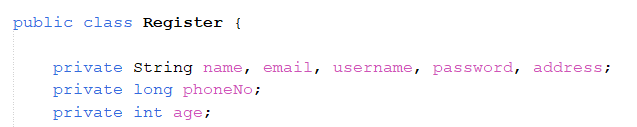 public class Register {
private String name, email, username, password, address;
private long phoneNo;
private int age;